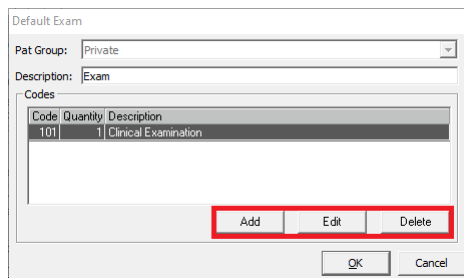 Default Exam
Pat Group: Private
Description: Exam
Codes
Code Quantity Description
101 1 Clinical Examination
Add Edit Delete
OK Cancel